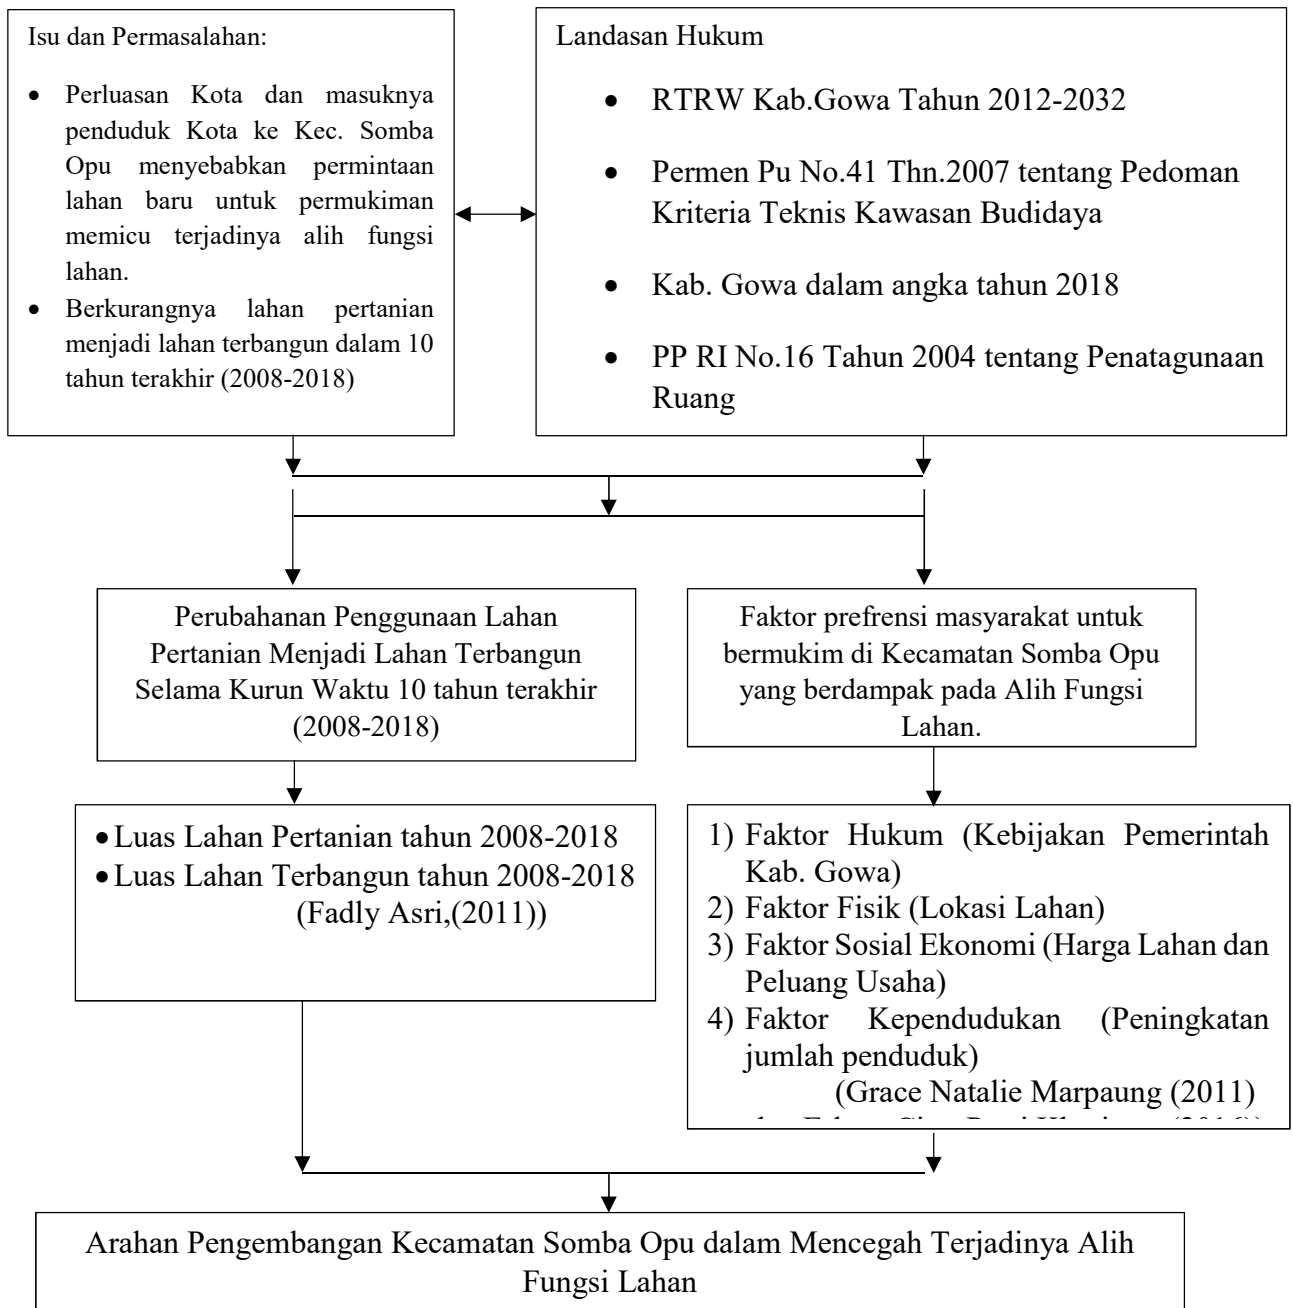 Isu dan Permasalahan:
• Perluasan Kota dan masuknya
penduduk Kota ke Kec. Somba
Opu menyebabkan permintaan
lahan baru untuk permukiman
memicu terjadinya alih fungsi
lahan.
• Berkurangnya lahan pertanian
menjadi lahan terbangun dalam 10
tahun terakhir (2008-2018)
Landasan Hukum
• RTRW Kab.Gowa Tahun 2012-2032
• Permen Pu No.41 Thn.2007 tentang Pedoman
Kriteria Teknis Kawasan Budidaya
• Kab. Gowa dalam angka tahun 2018
• PP RI No.16 Tahun 2004 tentang Penatagunaan
Ruang
Perubahanan Penggunaan Lahan
Pertanian Menjadi Lahan Terbangun
Selama Kurun Waktu 10 tahun terakhir
(2008-2018)
Faktor prefrensi masyarakat untuk
bermukim di Kecamatan Somba Opu
yang berdampak pada Alih Fungsi
Lahan.
• Luas Lahan Pertanian tahun 2008-2018
• Luas Lahan Terbangun tahun 2008-2018
(Fadly Asri,(2011))
1) Faktor Hukum (Kebijakan Pemerintah
Kab. Gowa)
2) Faktor Fisik (Lokasi Lahan)
3) Faktor Sosial Ekonomi (Harga Lahan dan
Peluang Usaha)
4) Faktor Kependudukan (Peningkatan
jumlah penduduk)
(Grace Natalie Marpaung (2011)
Arahan Pengembangan Kecamatan Somba Opu dalam Mencegah Terjadinya Alih
Fungsi Lahan